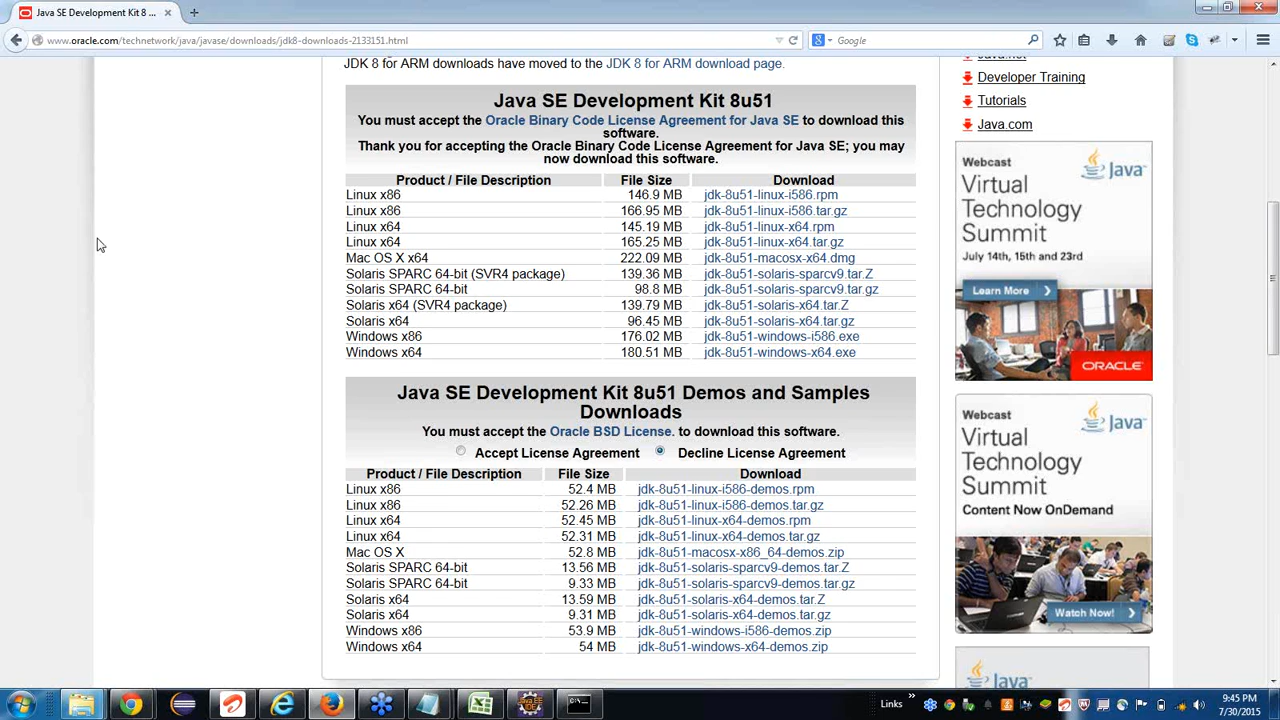 Java SE Development Kit 8 ...
www.oracle.com/technetwork/java/javase/downloads/jdk8-downloads-2133151.html
Google
JDK 8 for ARM downloads have moved to the JDK 8 for ARM download page.
Java SE Development Kit 8u51
You must accept the Oracle Binary Code License Agreement for Java SE to download this
software.
Thank you for accepting the Oracle Binary Code License Agreement for Java SE; you may
now download this software.
Product / File Description File Size Download
Linux x86 146.9 MB jdk-8u51-linux-i586.rpm
Linux x86 166.95 MB jdk-8u51-linux-i586.tar.gz
Linux x64 145.19 MB jdk-8u51-linux-x64.rpm
Linux x64 165.25 MB jdk-8u51-linux-x64.tar.gz
Mac OS X x64 222.09 MB jdk-8u51-macosx-x64.dmg
Solaris SPARC 64-bit (SVR4 package) 139.36 MB jdk-8u51-solaris-sparcv9.tar.Z
Solaris SPARC 64-bit 98.8 MB jdk-8u51-solaris-sparcv9.tar.gz
Solaris x64 (SVR4 package) 139.79 MB jdk-8u51-solaris-x64.tar.Z
Solaris x64 96.45 MB jdk-8u51-solaris-x64.tar.gz
Windows x86 176.02 MB jdk-8u51-windows-i586.exe
Windows x64 180.51 MB jdk-8u51-windows-x64.exe
Java SE Development Kit 8u51 Demos and Samples
Downloads
You must accept the Oracle BSD License. to download this software.
Accept License Agreement Decline License Agreement
Product / File Description File Size Download
Linux x86 52.4 MB jdk-8u51-linux-i586-demos.rpm
Linux x86 52.26 MB jdk-8u51-linux-i586-demos.tar.gz
Linux x64 52.45 MB jdk-8u51-linux-x64-demos.rpm
Linux x64 52.31 MB jdk-8u51-linux-x64-demos.tar.gz
Mac OS X 52.8 MB jdk-8u51-macosx-x86_64-demos.zip
Solaris SPARC 64-bit 13.56 MB jdk-8u51-solaris-sparcv9-demos.tar.Z
Solaris SPARC 64-bit 9.33 MB jdk-8u51-solaris-sparcv9-demos.tar.gz
Solaris x64 13.59 MB jdk-8u51-solaris-x64-demos.tar.Z
Solaris x64 9.31 MB jdk-8u51-solaris-x64-demos.tar.gz
Windows x86 53.9 MB jdk-8u51-windows-i586-demos.zip
Windows x64 54 MB jdk-8u51-windows-x64-demos.zip
Java.net
Developer Training
Tutorials
Java.com
Webcast
Java
Virtual
Technology
Summit
July 14th, 15th and 23rd
Learn More
ORACLE
Webcast
Java
Virtual
Technology
Summit
Content Now OnDemand
Watch Now!
Java
Links
9:45 PM
7/30/2015